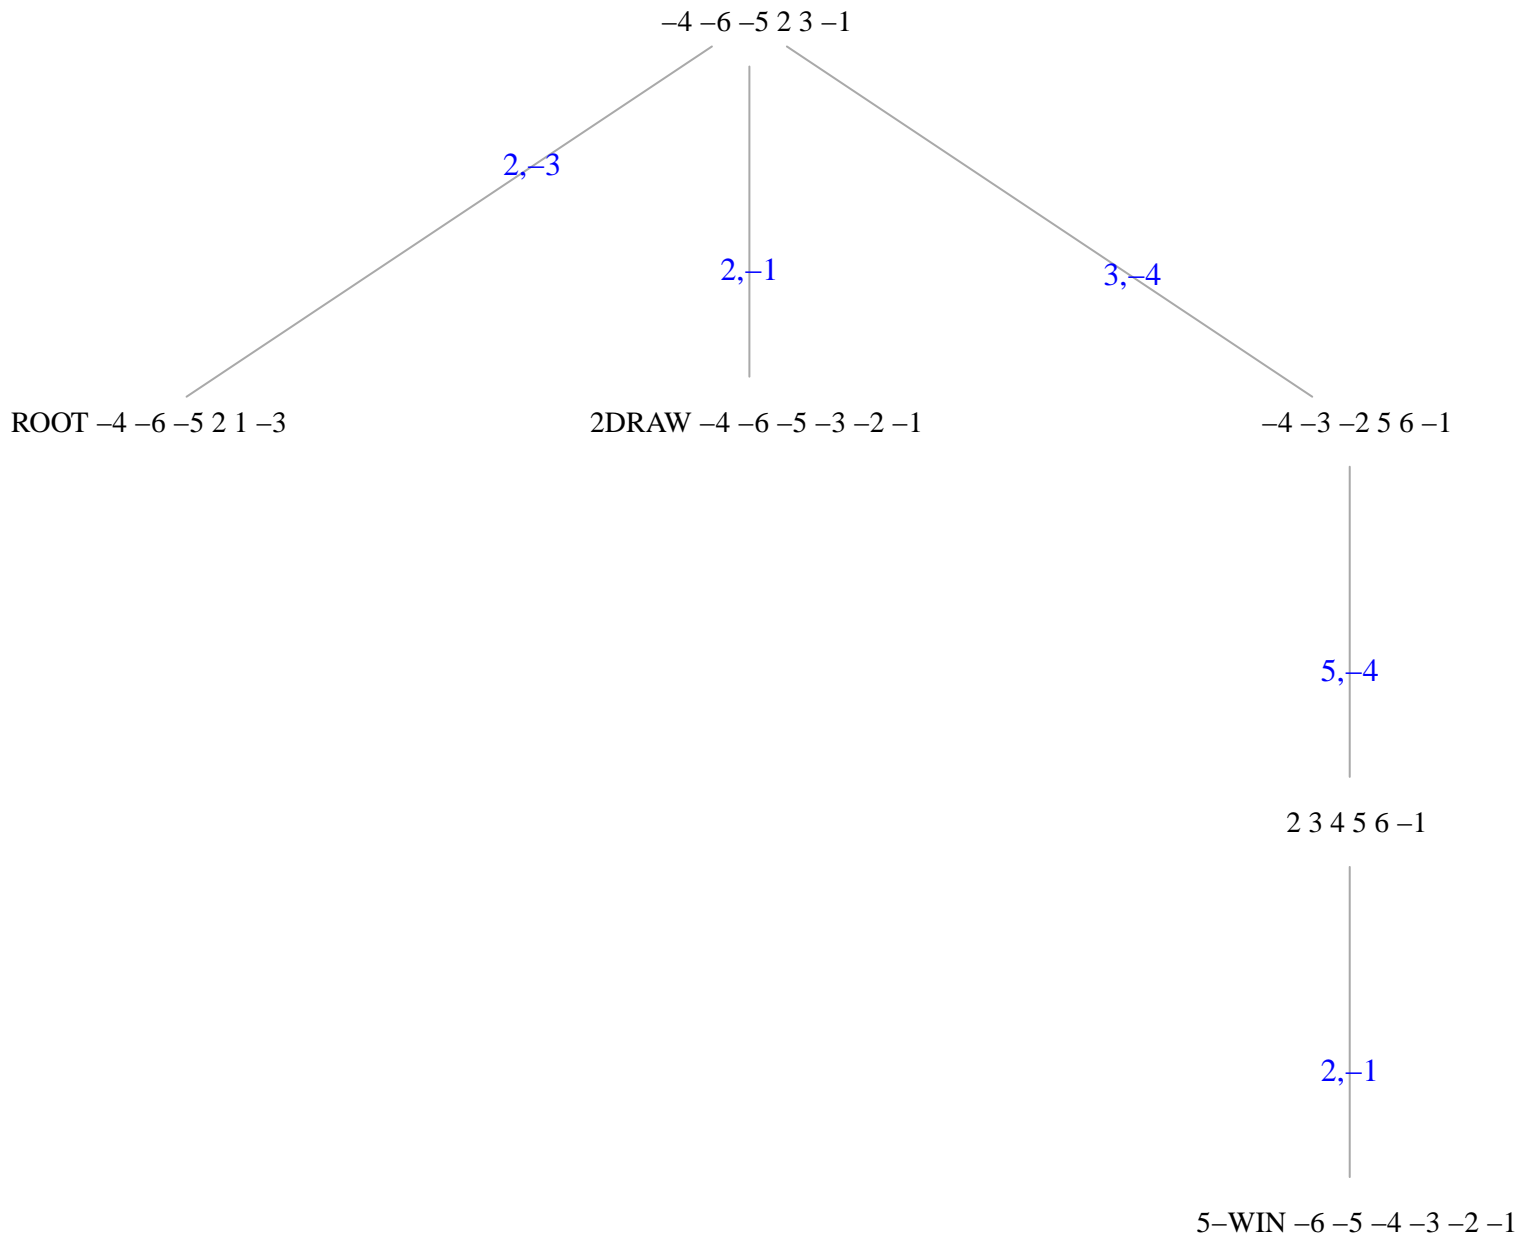 –4 –6 –5 2 3 –1
2,–3
2,–1
3,–4
ROOT –4 –6 –5 2 1 –3
2DRAW –4 –6 –5 –3 –2 –1
–4 –3 –2 5 6 –1
5,–4
2 3 4 5 6 –1
2,–1
5–WIN –6 –5 –4 –3 –2 –1